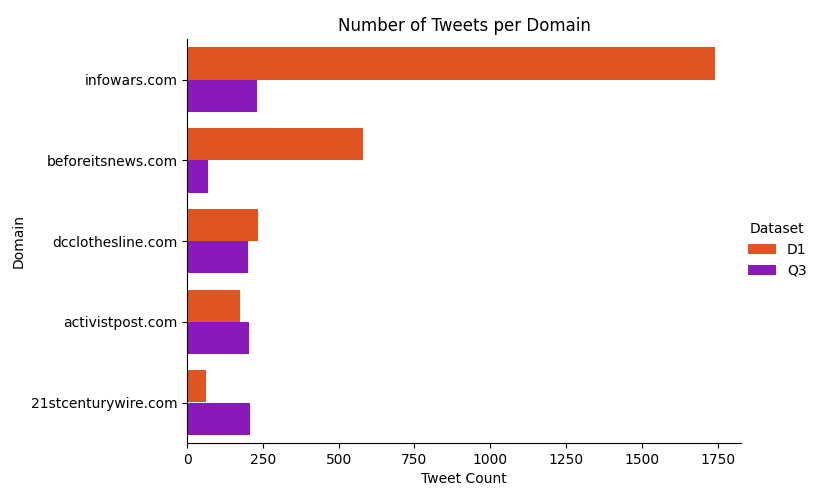 Number of Tweets per Domain
infowars.com
beforeitsnews.com
dcclothesline.com
activistpost.com
21stcenturywire.com
Domain
0 250 500 750 1000 1250 1500 1750
Tweet Count
Dataset
D1
Q3